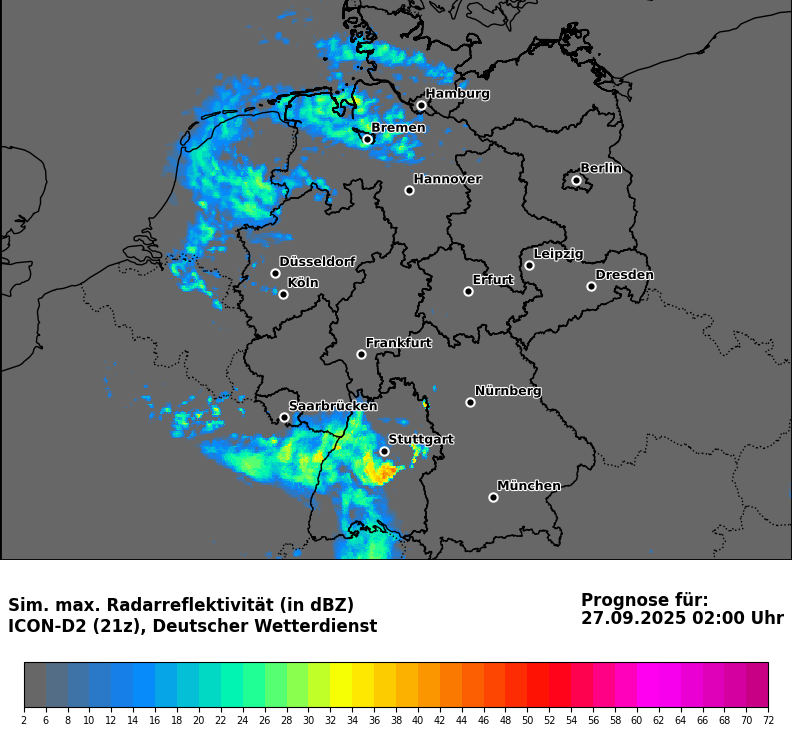 Hamburg
Bremen
Berlin
Hannover
Leipzig
Düsseldorf
Dresden
Köln
Erfurt
Frankfurt
Nürnberg
Saarbrücken
Stuttgart
München
Sim. max. Radarreflektivität (in dBZ)
ICON-D2 (21z), Deutscher Wetterdienst
Prognose für:
27.09.2025 02:00 Uhr
2 6 8 10 12 14 16 18 20 22 24 26 28 30 32 34 36 38 40 42 44 46 48 50 52 54 56 58 60 62 64 66 68 70 72